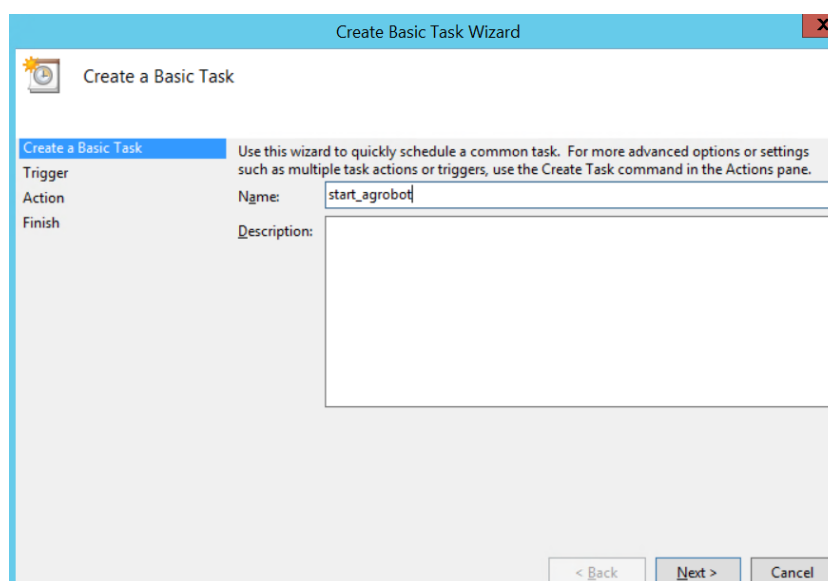 Create Basic Task Wizard
X
Create a Basic Task
Create a Basic Task
Trigger
Action
Finish
Use this wizard to quickly schedule a common task.  For more advanced options or settings
such as multiple task actions or triggers, use the Create Task command in the Actions pane.
Name:
start_agrobot
Description:
< Back
Next >
Cancel